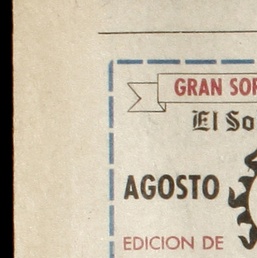 GRAN SOR
El So
AGOSTO
EDICION DE